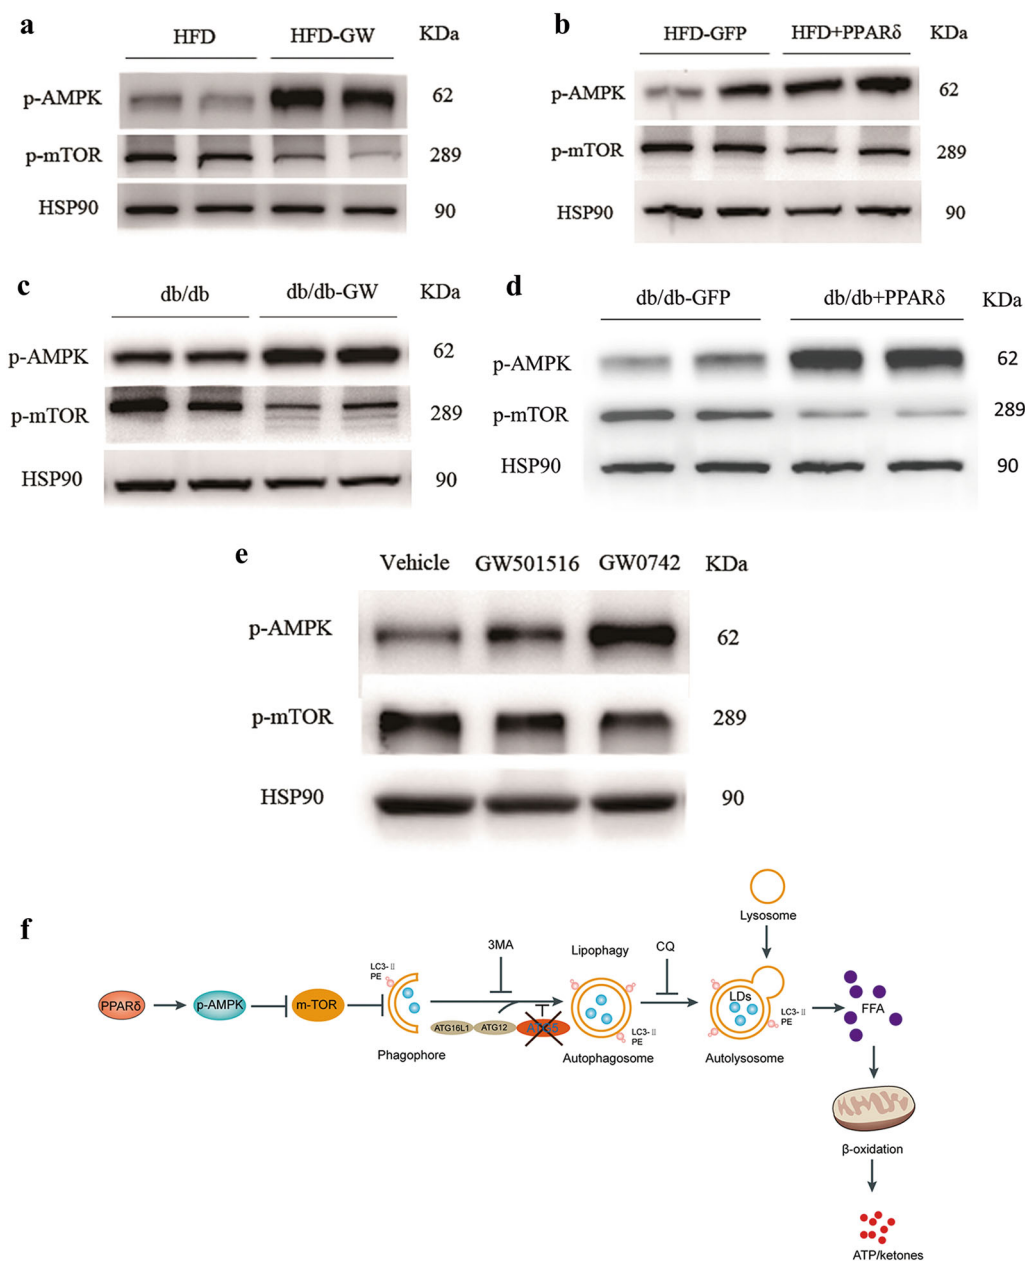 a
HFD HFD-GW KDa
p-AMPK 62
p-mTOR 289
HSP90 90
b
HFD-GFP HFD+PPARδ KDa
p-AMPK 62
p-mTOR 289
HSP90 90
c
db/db db/db-GW KDa
p-AMPK 62
p-mTOR 289
HSP90 90
d
db/db-GFP db/db+PPARδ KDa
p-AMPK 62
p-mTOR 289
HSP90 90
e
Vehicle GW501516 GW0742 KDa
p-AMPK 62
p-mTOR 289
HSP90 90
f
Lysosome
3MA Lipophagy CQ
LC3-Ⅱ
PE
PPARδ p-AMPK m-TOR
LDs
LC3-Ⅱ
PE
FFA
ATG16L1 ATG12 ATG5
LC3-Ⅱ
PE
Phagophore Autophagosome Autolysosome
β-oxidation
ATP/ketones